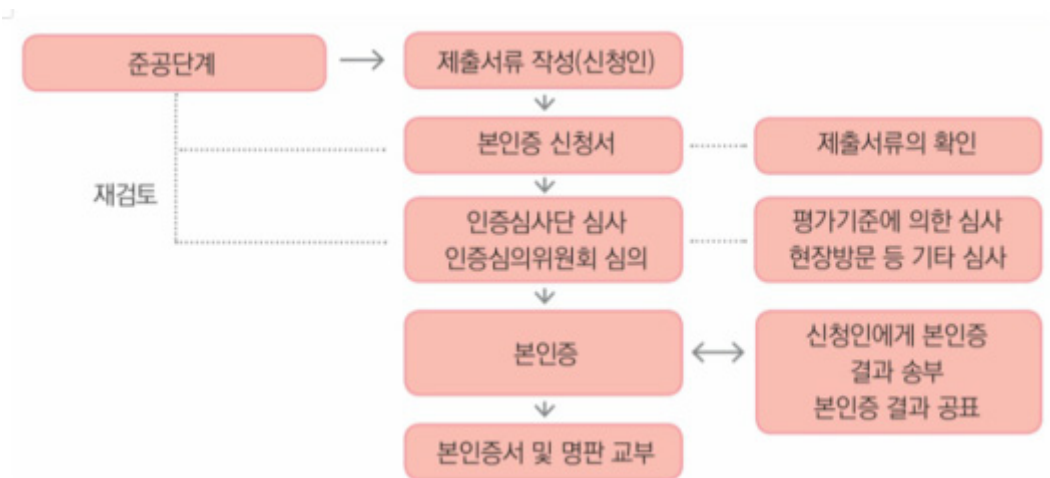 준공단계
제출서류 작성(신청인)
본인증 신청서
제출서류의 확인
재검토
인증심사단 심사
인증심의위원회 심의
평가기준에 의한 심사
현장방문 등 기타 심사
본인증
신청인에게 본인증
결과 송부
본인증 결과 공표
본인증서 및 명판 교부